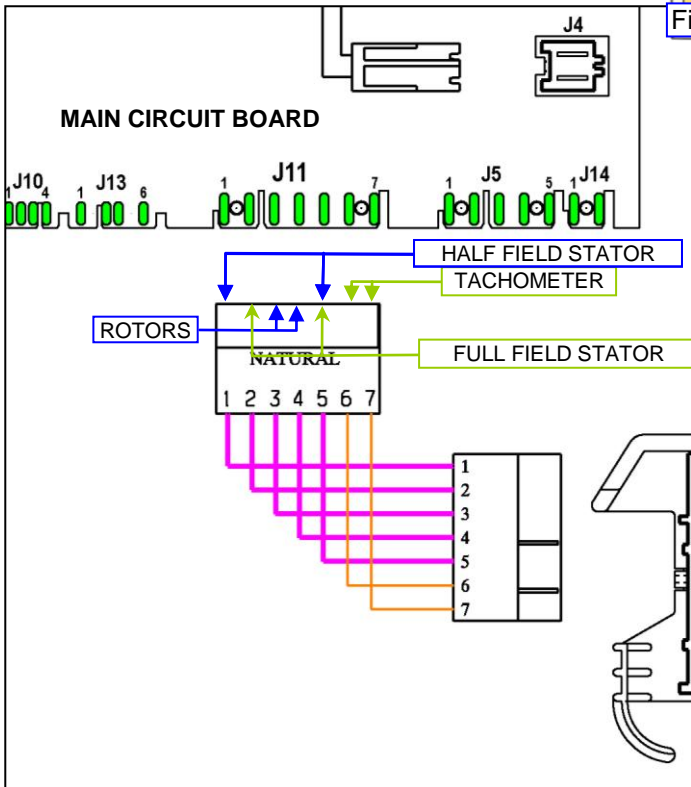 Fi
J4
MAIN CIRCUIT BOARD
J10 J13 J11 J5 J14
1 4 1 6 1 7 1 5 1
HALF FIELD STATOR
TACHOMETER
ROTORS
FULL FIELD STATOR
NATURAL
1 2 3 4 5 6 7
1
2
3
4
5
6
7